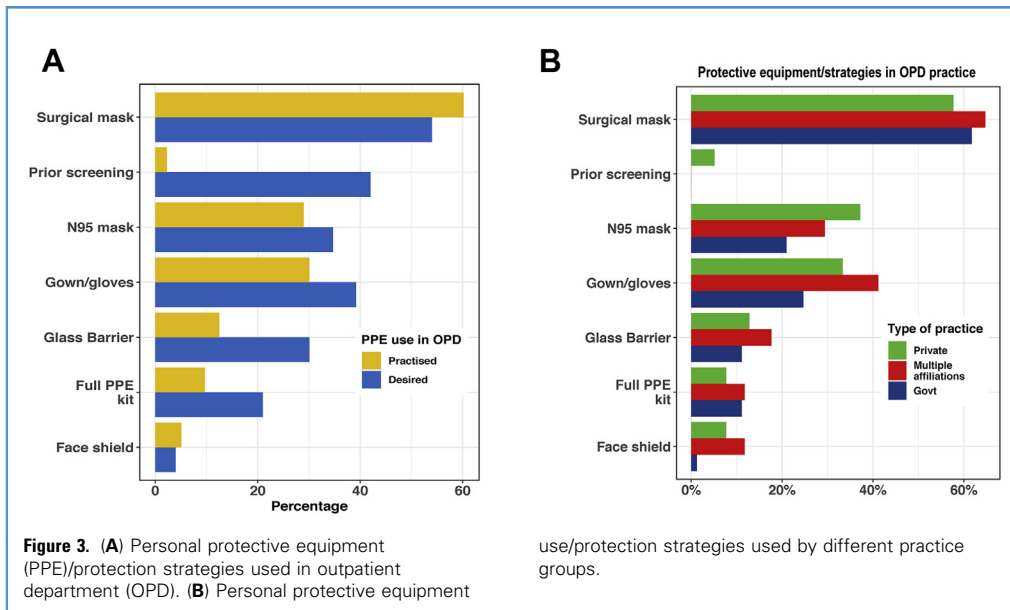 A
Surgical mask
Prior screening
N95 mask
Gown/gloves
Glass Barrier
Full PPE
kit
Face shield
PPE use in OPD
Practised
Desired
0 20 40 60
Percentage
B
Protective equipment/strategies in OPD practice
Surgical mask
Prior screening
N95 mask
Gown/gloves
Glass Barrier
Full PPE
kit
Face shield
Type of practice
Private
Multiple
affiliations
Govt
0% 20% 40% 60%
Figure 3. (A) Personal protective equipment
(PPE)/protection strategies used in outpatient
department (OPD). (B) Personal protective equipment
use/protection strategies used by different practice
groups.